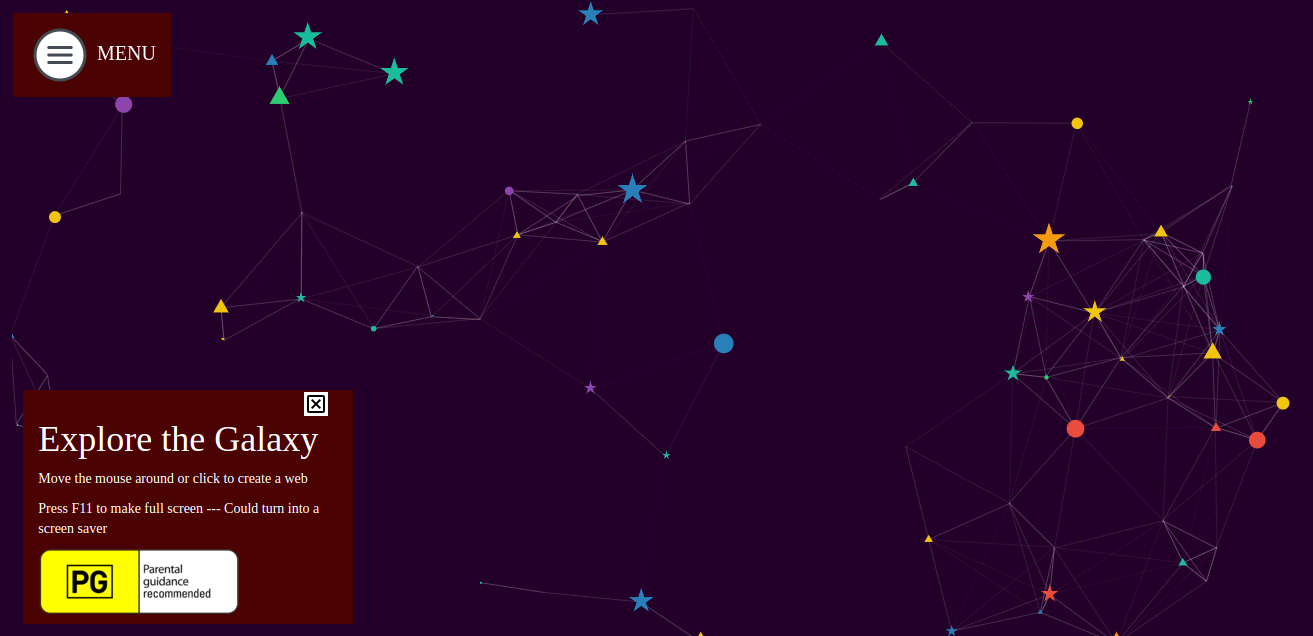 MENU
Explore the Galaxy
Move the mouse around or click to create a web
Press F11 to make full screen --- Could turn into a
screen saver
PG
Parental
guidance
recommended